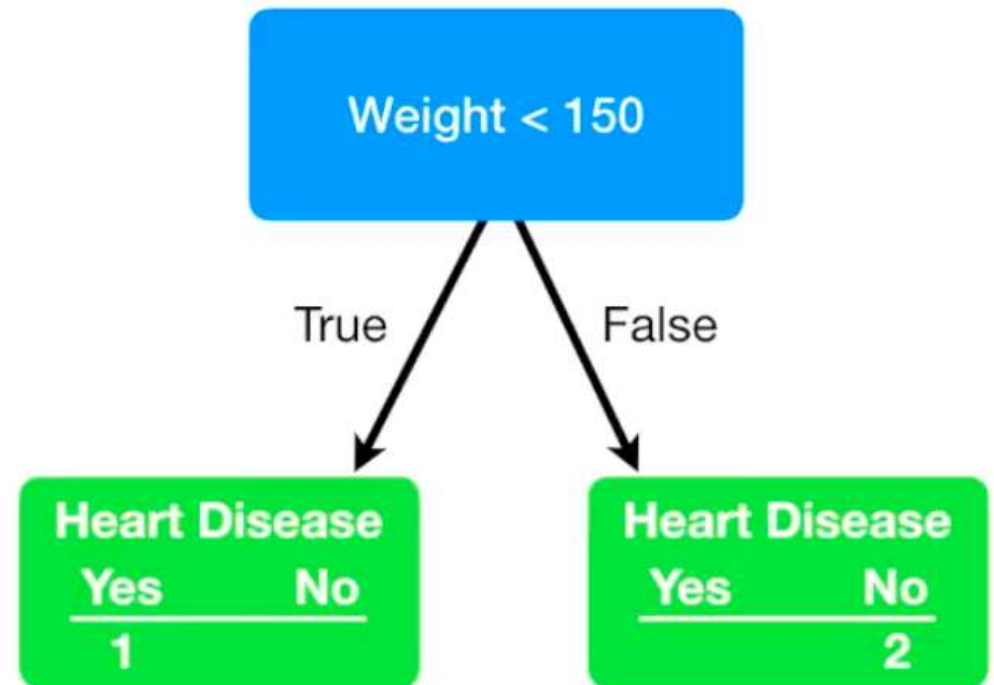 Weight < 150
True False
Heart Disease Heart Disease
Yes No Yes No
1 2